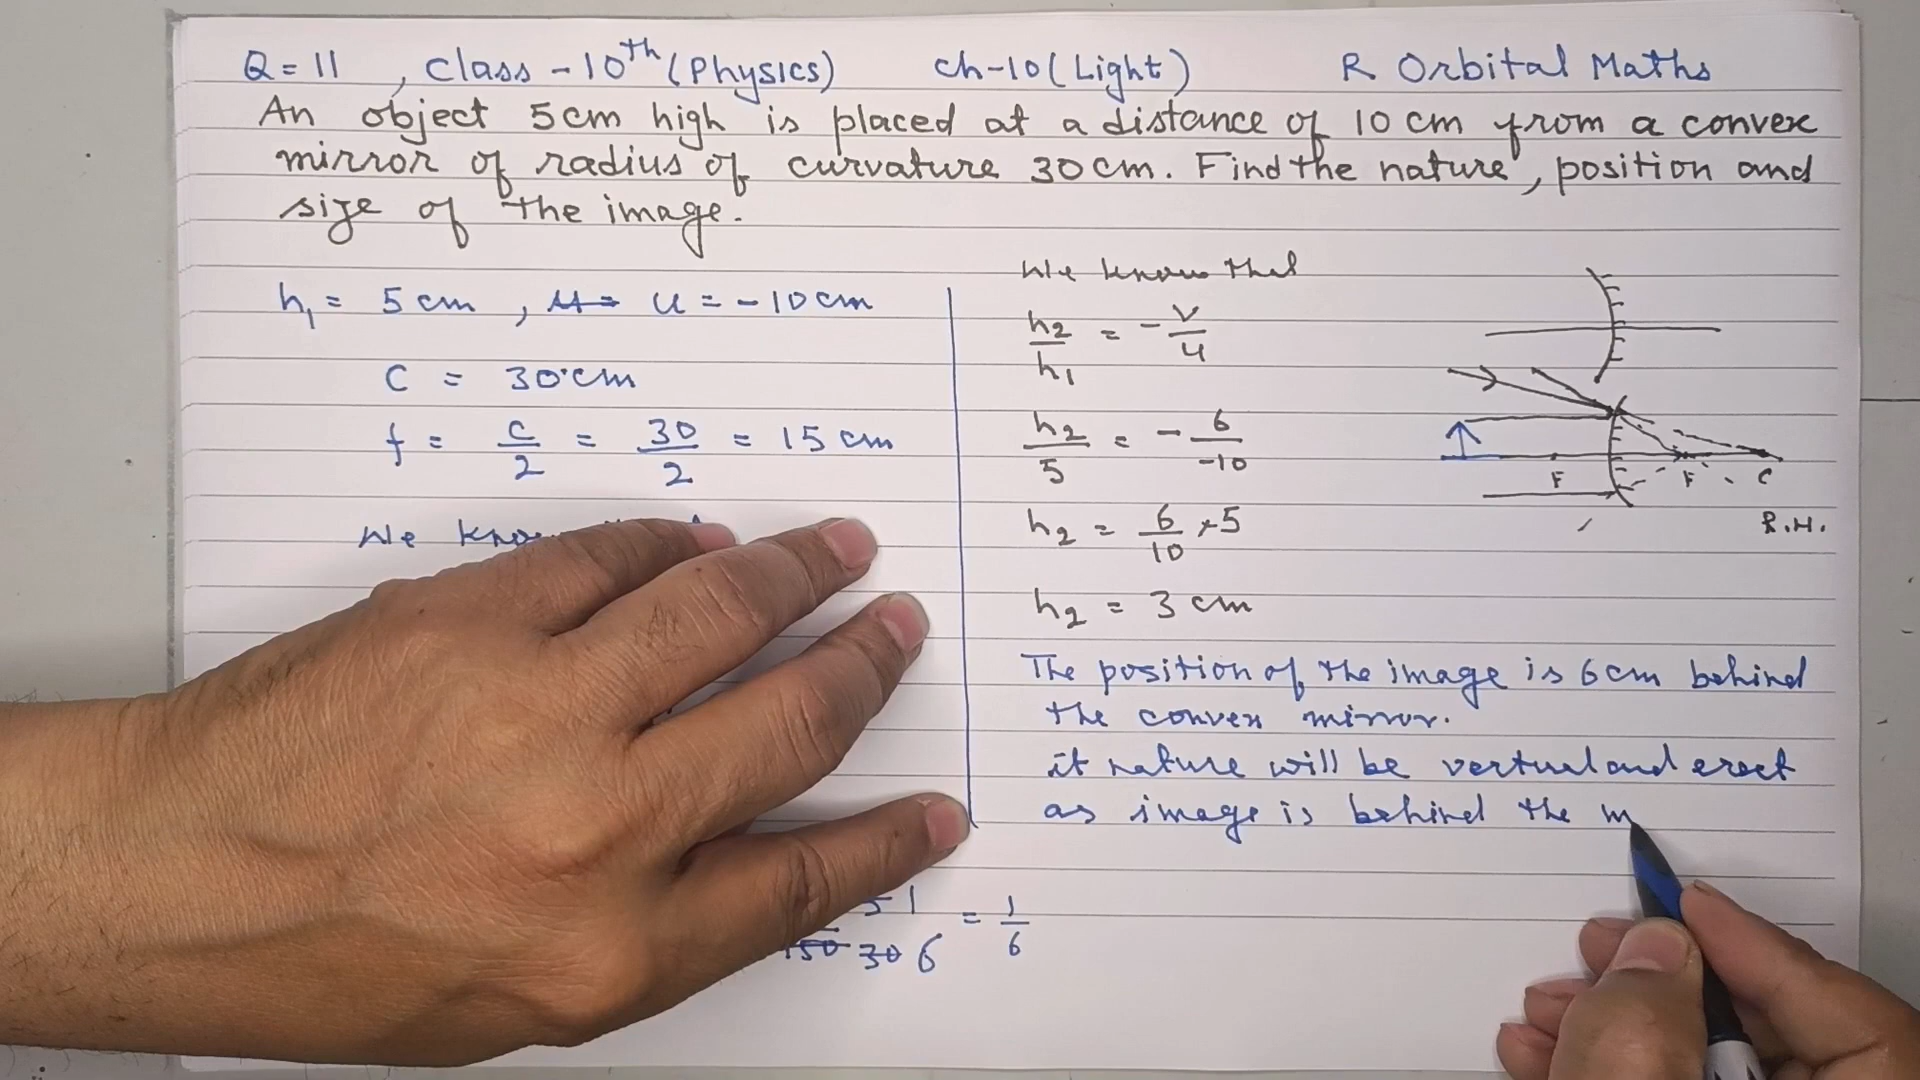 Q = 11 , Class - 10th (Physics) Ch-10 (Light) R Orbital Maths
An object 5cm high is placed at a distance of 10 cm from a convex
mirror of radius of curvature 30cm. Find the nature, position and
size of the image.
h1 = 5 cm , u = -10cm
C = 30cm
f = C/2 = 30/2 = 15 cm
We
= 1/6
We know that
h2/h1 = -v/u
h2/5 = - 6/-10
h2 = 6/10 × 5
h2 = 3 cm
The position of the image is 6cm behind
the convex mirror.
it nature will be vertual and erect
as image is behind the m
F F C
R.H.